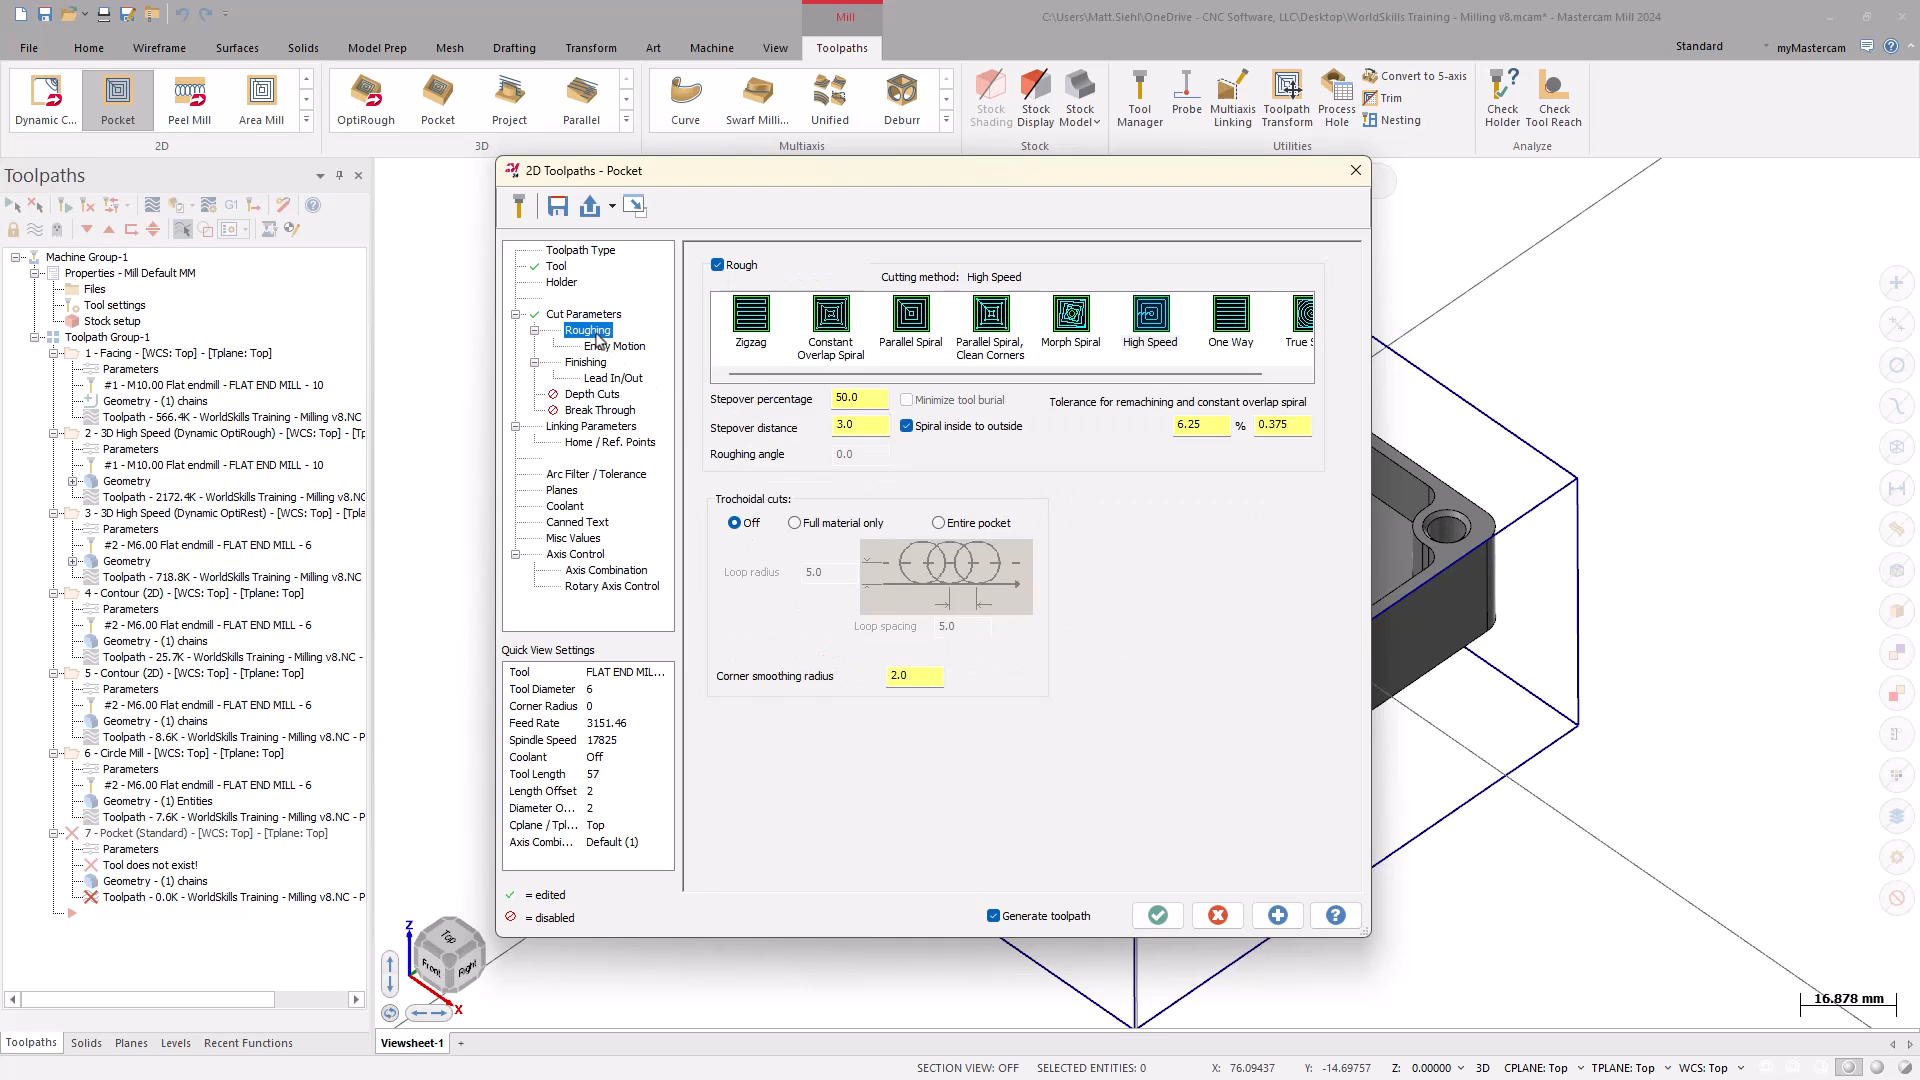 Mill
C:\Users\Matt.Siehl\OneDrive - CNC Software, LLC\Desktop\WorldSkills Training - Milling v8.mcam* - Mastercam Mill 2024
File
Home
Wireframe
Surfaces
Solids
Model Prep
Mesh
Drafting
Transform
Art
Machine
View
Toolpaths
Standard
myMastercam
Dynamic C...
Pocket
Peel Mill
Area Mill
2D
OptiRough
Pocket
Project
Parallel
3D
Curve
Swarf Milli...
Unified
Deburr
Multiaxis
Stock Shading
Stock Display
Stock Model
Stock
Tool Manager
Probe
Multiaxis Linking
Toolpath Transform
Process Hole
Convert to 5-axis
Trim
Nesting
Utilities
Check Holder
Check Tool Reach
Analyze
Toolpaths
G1
Machine Group-1
Properties - Mill Default MM
Files
Tool settings
Stock setup
Toolpath Group-1
1 - Facing - [WCS: Top] - [Tplane: Top]
Parameters
#1 - M10.00 Flat endmill - FLAT END MILL - 10
Geometry - (1) chains
Toolpath - 566.4K - WorldSkills Training - Milling v8.NC
2 - 3D High Speed (Dynamic OptiRough) - [WCS: Top] - [Tp
Parameters
#1 - M10.00 Flat endmill - FLAT END MILL - 10
Geometry
Toolpath - 2172.4K - WorldSkills Training - Milling v8.NC
3 - 3D High Speed (Dynamic OptiRest) - [WCS: Top] - [Tpla
Parameters
#2 - M6.00 Flat endmill - FLAT END MILL - 6
Geometry
Toolpath - 718.8K - WorldSkills Training - Milling v8.NC
4 - Contour (2D) - [WCS: Top] - [Tplane: Top]
Parameters
#2 - M6.00 Flat endmill - FLAT END MILL - 6
Geometry - (1) chains
Toolpath - 25.7K - WorldSkills Training - Milling v8.NC -
5 - Contour (2D) - [WCS: Top] - [Tplane: Top]
Parameters
#2 - M6.00 Flat endmill - FLAT END MILL - 6
Geometry - (1) chains
Toolpath - 8.6K - WorldSkills Training - Milling v8.NC - P
6 - Circle Mill - [WCS: Top] - [Tplane: Top]
Parameters
#2 - M6.00 Flat endmill - FLAT END MILL - 6
Geometry - (1) Entities
Toolpath - 7.6K - WorldSkills Training - Milling v8.NC - P
7 - Pocket (Standard) - [WCS: Top] - [Tplane: Top]
Parameters
Tool does not exist!
Geometry - (1) chains
Toolpath - 0.0K - WorldSkills Training - Milling v8.NC - P
2D Toolpaths - Pocket
Toolpath Type
Tool
Holder
Cut Parameters
Roughing
Entry Motion
Finishing
Lead In/Out
Depth Cuts
Break Through
Linking Parameters
Home / Ref. Points
Arc Filter / Tolerance
Planes
Coolant
Canned Text
Misc Values
Axis Control
Axis Combination
Rotary Axis Control
Quick View Settings
Tool FLAT END MIL...
Tool Diameter 6
Corner Radius 0
Feed Rate 3151.46
Spindle Speed 17825
Coolant Off
Tool Length 57
Length Offset 2
Diameter O... 2
Cplane / Tpl... Top
Axis Combi... Default (1)
= edited
= disabled
Rough
Cutting method: High Speed
Zigzag
Constant Overlap Spiral
Parallel Spiral
Parallel Spiral, Clean Corners
Morph Spiral
High Speed
One Way
True S
Stepover percentage 50.0
Minimize tool burial
Tolerance for remachining and constant overlap spiral
Stepover distance 3.0
Spiral inside to outside
6.25 % 0.375
Roughing angle 0.0
Trochoidal cuts:
Off
Full material only
Entire pocket
Loop radius 5.0
Loop spacing 5.0
Corner smoothing radius 2.0
Generate toolpath
Top
Front
Right
Z
X
16.878 mm
Toolpaths
Solids
Planes
Levels
Recent Functions
Viewsheet-1
+
SECTION VIEW: OFF
SELECTED ENTITIES: 0
X: 76.09437
Y: -14.69757
Z: 0.00000
3D
CPLANE: Top
TPLANE: Top
WCS: Top